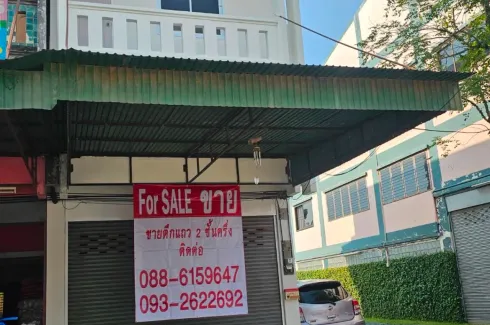 For SALE ขาย
ขายตึกแถว 2 ชั้นครึ่ง
ติดต่อ
088-6159647
093-2622692